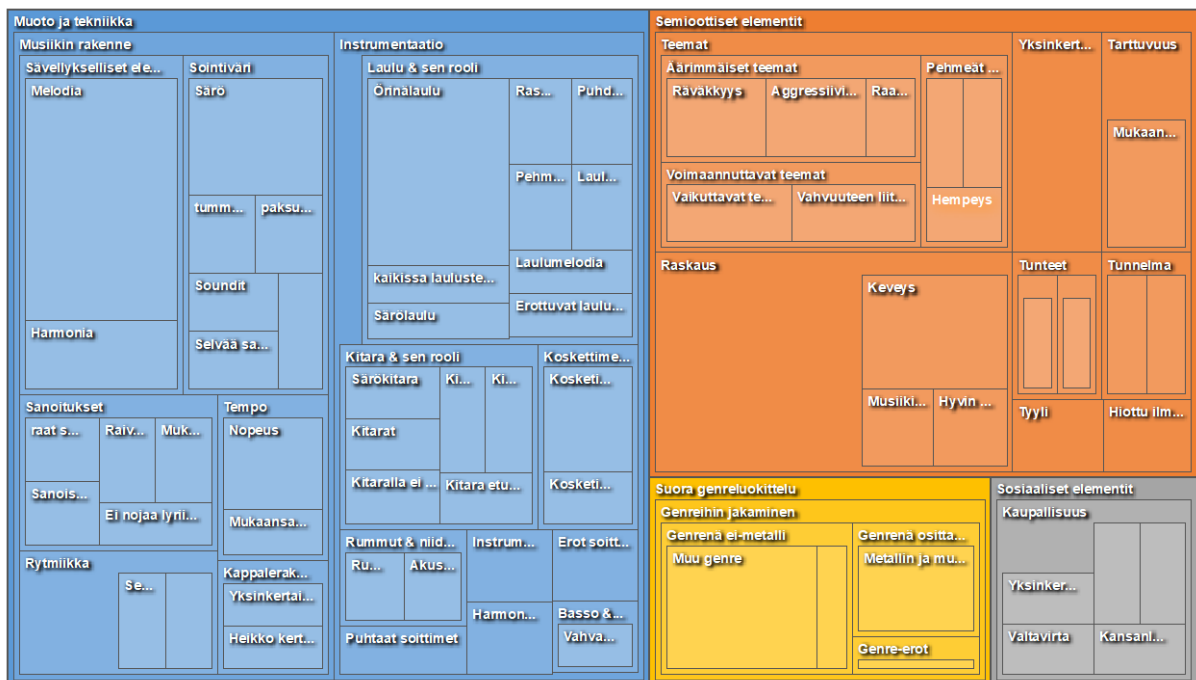 Muoto ja tekniikka
Musiikin rakenne
Sävellykselliset ele...
Melodia
Harmonia
Sointiväri
Särö
tumm...
paksu...
Soundit
Selvää sa...
Sanoitukset
raat s...
Raiv...
Muk...
Sanois...
Ei nojaa lyrii...
Tempo
Nopeus
Mukaansa...
Rytmiikka
Se...
Kappalerak...
Yksinkertai...
Heikko kert...
Instrumentaatio
Laulu & sen rooli
Örinälaulu
Ras...
Puhd...
Pehm...
Laul...
kaikissa lauluste...
Särölaulu
Laulumelodia
Erottuvat laulu...
Kitara & sen rooli
Särökitara
Ki...
Ki...
Kitarat
Kitaralla ei ...
Kitara etu...
Koskettime...
Kosketi...
Kosketi...
Rummut & niid...
Ru...
Akus...
Puhtaat soittimet
Instrum...
Harmon...
Erot soitt...
Basso &...
Vahva...
Semioottiset elementit
Teemat
Äärimmäiset teemat
Räväkkyys
Aggressiivi...
Raa...
Pehmeät ...
Hempeys
Voimaannuttavat teemat
Vaikuttavat te...
Vahvuuteen liit...
Yksinkert...
Tarttuvuus
Mukaan...
Raskaus
Keveys
Musiiki...
Hyvin ...
Tunteet
Tunnelma
Tyyli
Hiottu ilm...
Suora genreluokittelu
Genreihin jakaminen
Genrenä ei-metalli
Muu genre
Genrenä ositta...
Metallin ja mu...
Genre-erot
Sosiaaliset elementit
Kaupallisuus
Yksinker...
Valtavirta
Kansanl...